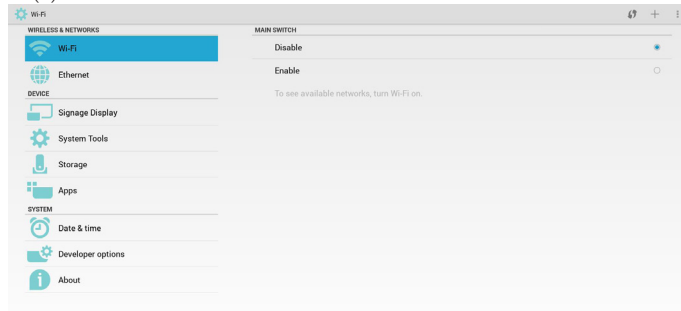 Wi-Fi
WIRELESS & NETWORKS
Wi-Fi
Ethernet
DEVICE
Signage Display
System Tools
Storage
Apps
SYSTEM
Date & time
Developer options
About
MAIN SWITCH
Disable
Enable
To see available networks, turn Wi-Fi on.